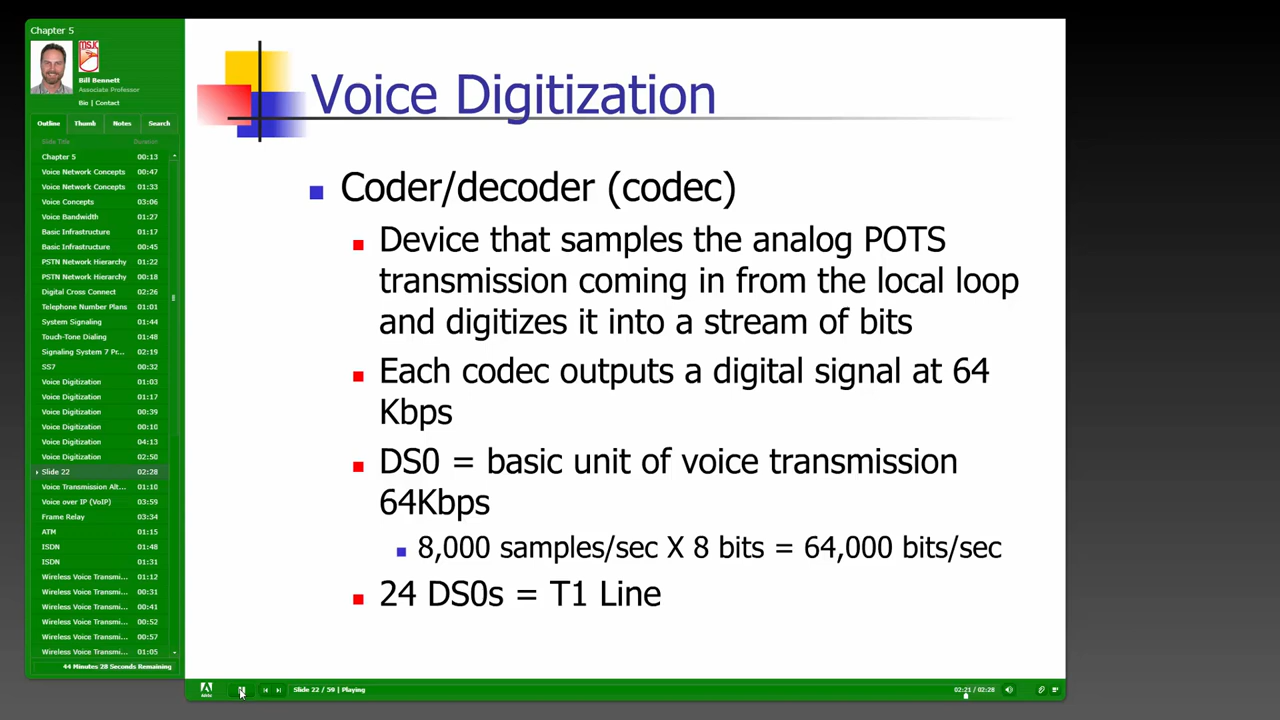 Chapter 5
Bill Bennett
Associate Professor
Bio | Contact
Outline Thumb Notes Search
Slide Title Duration
Chapter 5 00:13
Voice Network Concepts 00:47
Voice Network Concepts 01:33
Voice Concepts 03:06
Voice Bandwidth 01:27
Basic Infrastructure 01:17
Basic Infrastructure 00:45
PSTN Network Hierarchy 01:22
PSTN Network Hierarchy 00:18
Digital Cross Connect 02:26
Telephone Number Plans 01:01
System Signaling 01:44
Touch-Tone Dialing 01:48
Signaling System 7 Pr... 02:19
SS7 00:32
Voice Digitization 01:03
Voice Digitization 01:17
Voice Digitization 00:39
Voice Digitization 00:10
Voice Digitization 04:13
Voice Digitization 02:50
Slide 22 02:28
Voice Transmission Alt... 01:10
Voice over IP (VoIP) 03:59
Frame Relay 03:34
ATM 01:15
ISDN 01:48
ISDN 01:31
Wireless Voice Transmi... 01:12
Wireless Voice Transmi... 00:31
Wireless Voice Transmi... 00:41
Wireless Voice Transmi... 00:52
Wireless Voice Transmi... 00:57
Wireless Voice Transmi... 01:05
44 Minutes 28 Seconds Remaining
Voice Digitization
Coder/decoder (codec)
Device that samples the analog POTS
transmission coming in from the local loop
and digitizes it into a stream of bits
Each codec outputs a digital signal at 64
Kbps
DS0 = basic unit of voice transmission
64Kbps
8,000 samples/sec X 8 bits = 64,000 bits/sec
24 DS0s = T1 Line
Slide 22 / 59 | Playing
02:21 / 02:28